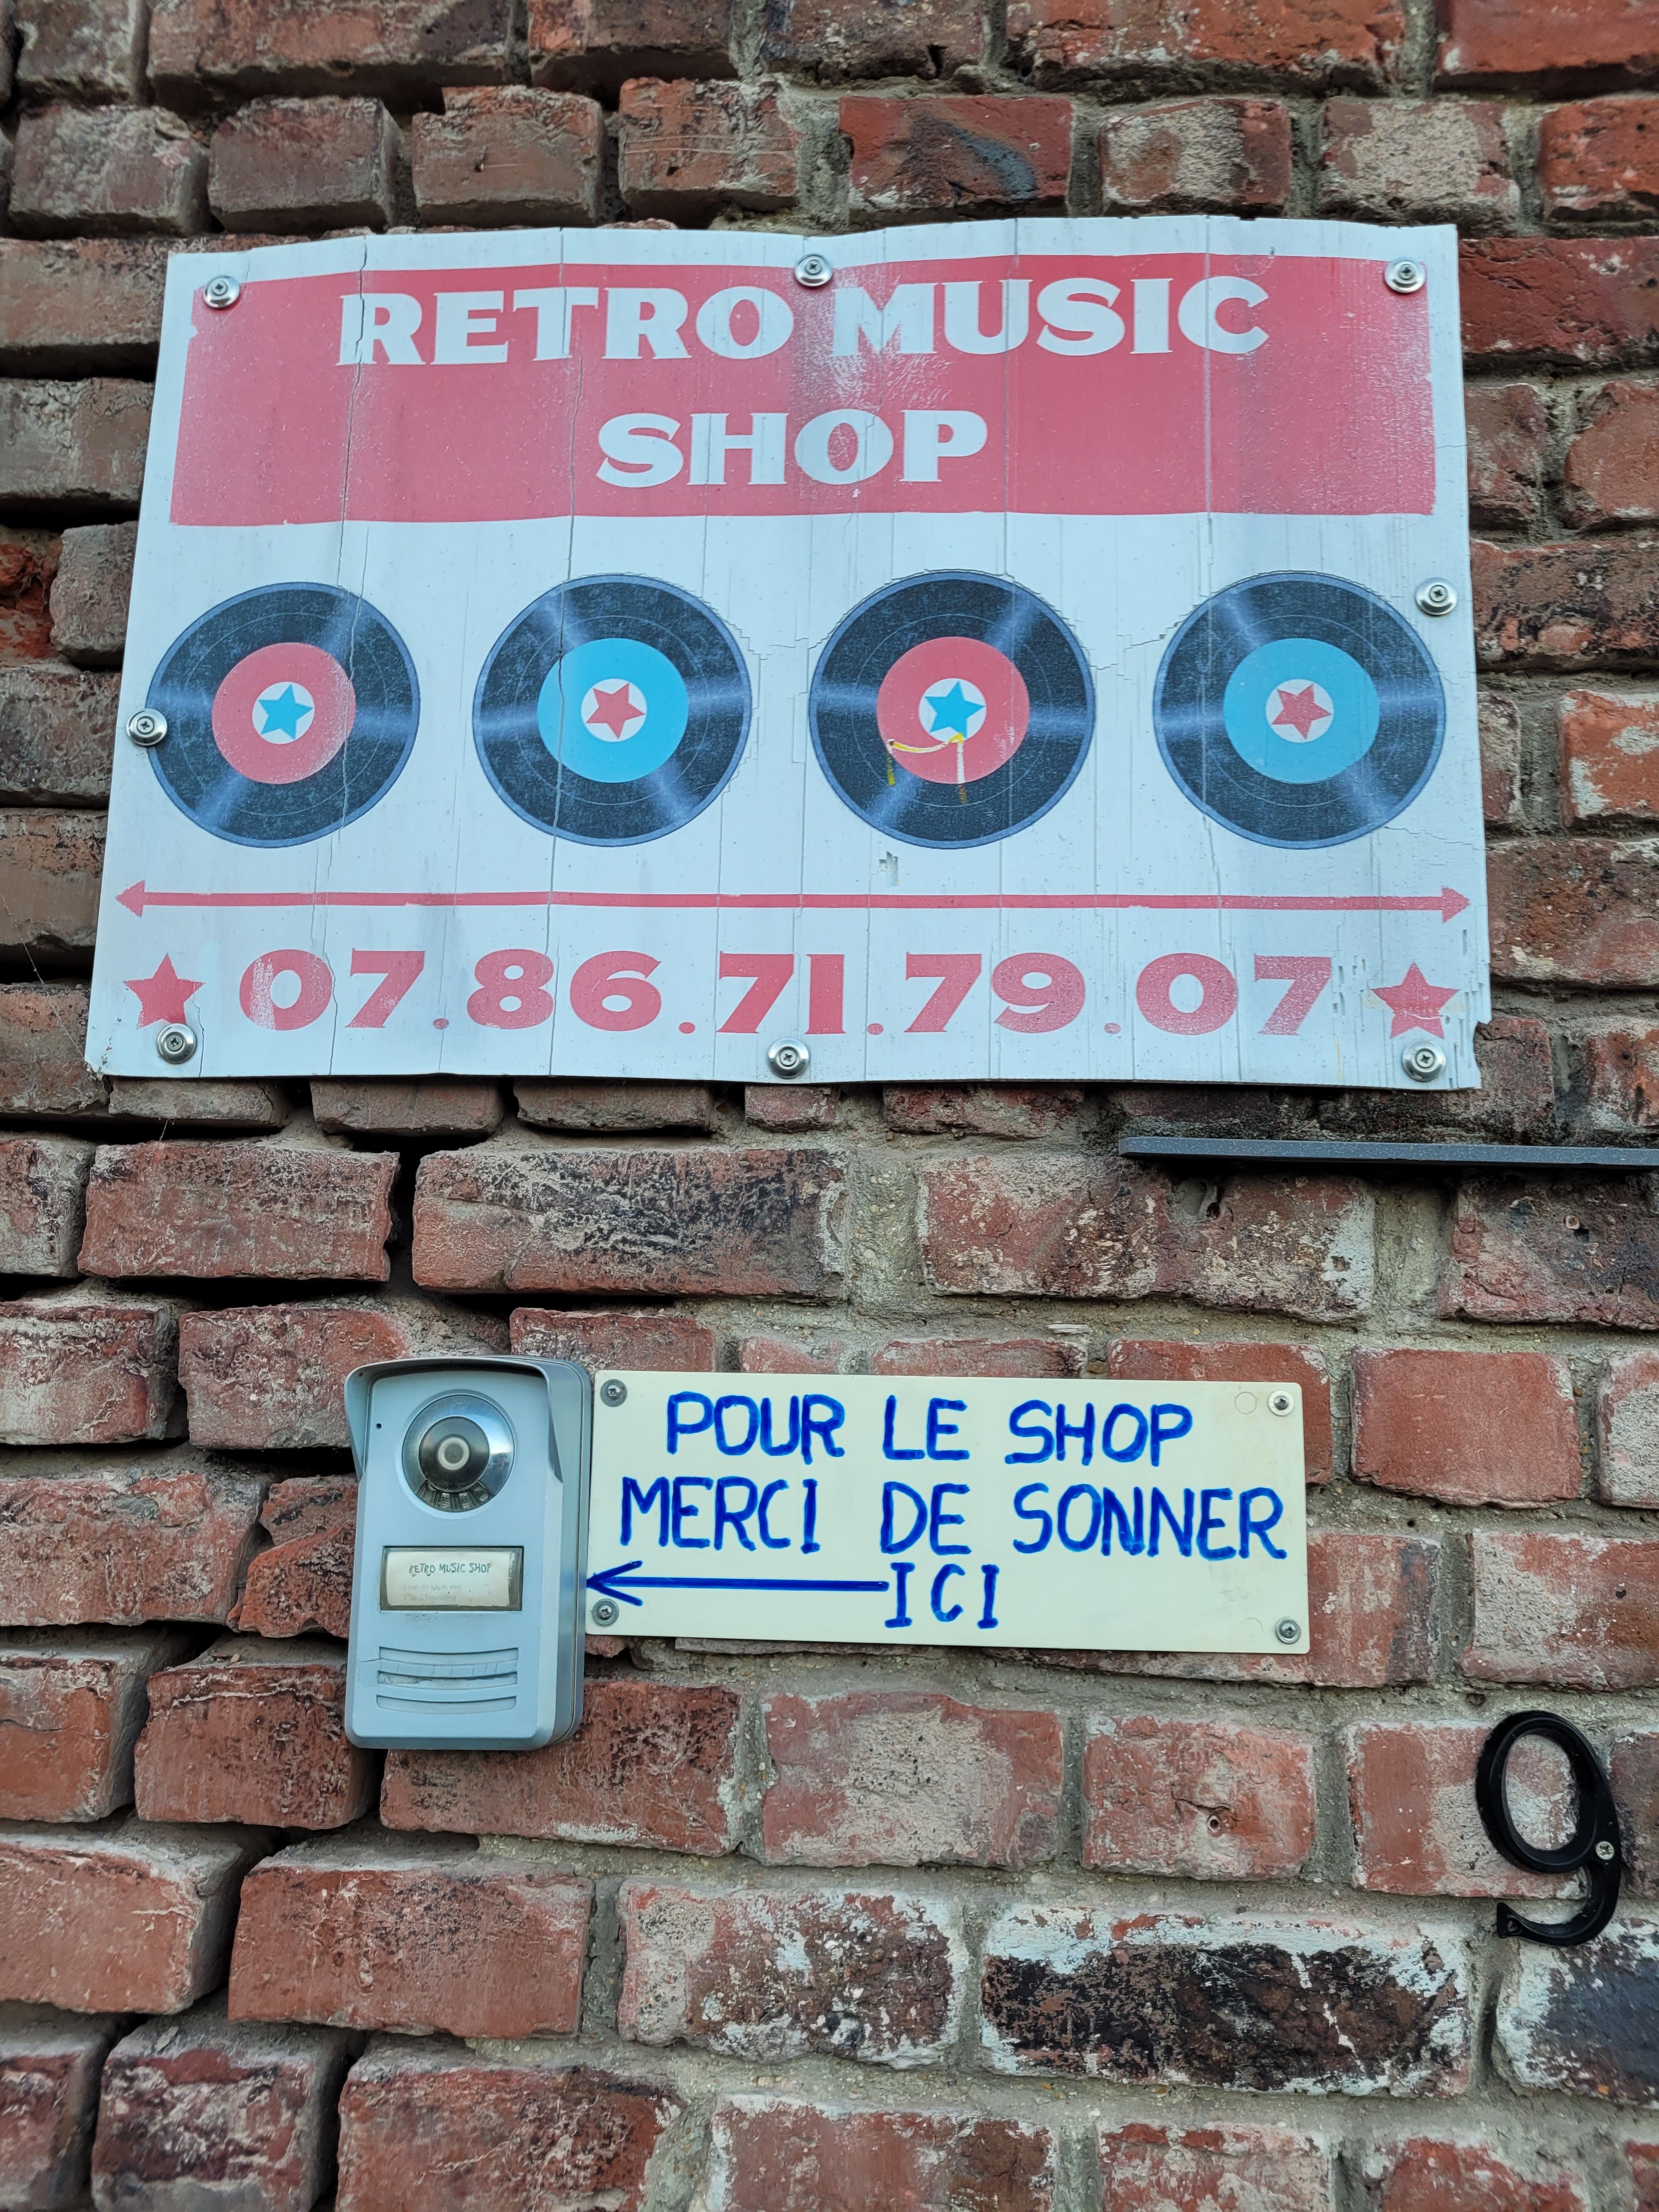 RETRO MUSIC
SHOP
07.86.71.79.07
POUR LE SHOP
MERCI DE SONNER
ICI
RETRO MUSIC SHOP
9